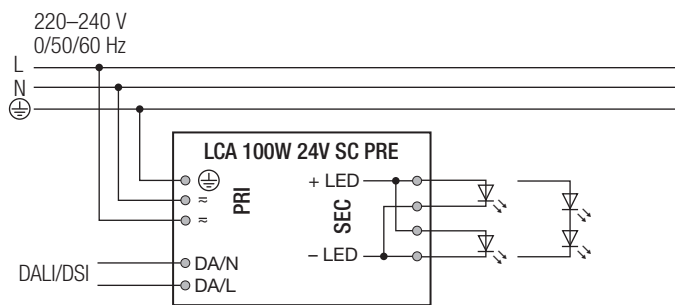 220–240 V
0/50/60 Hz
L
N
LCA 100W 24V SC PRE
PRI
≂
≂
+ LED
SEC
– LED
DALI/DSI
DA/N
DA/L